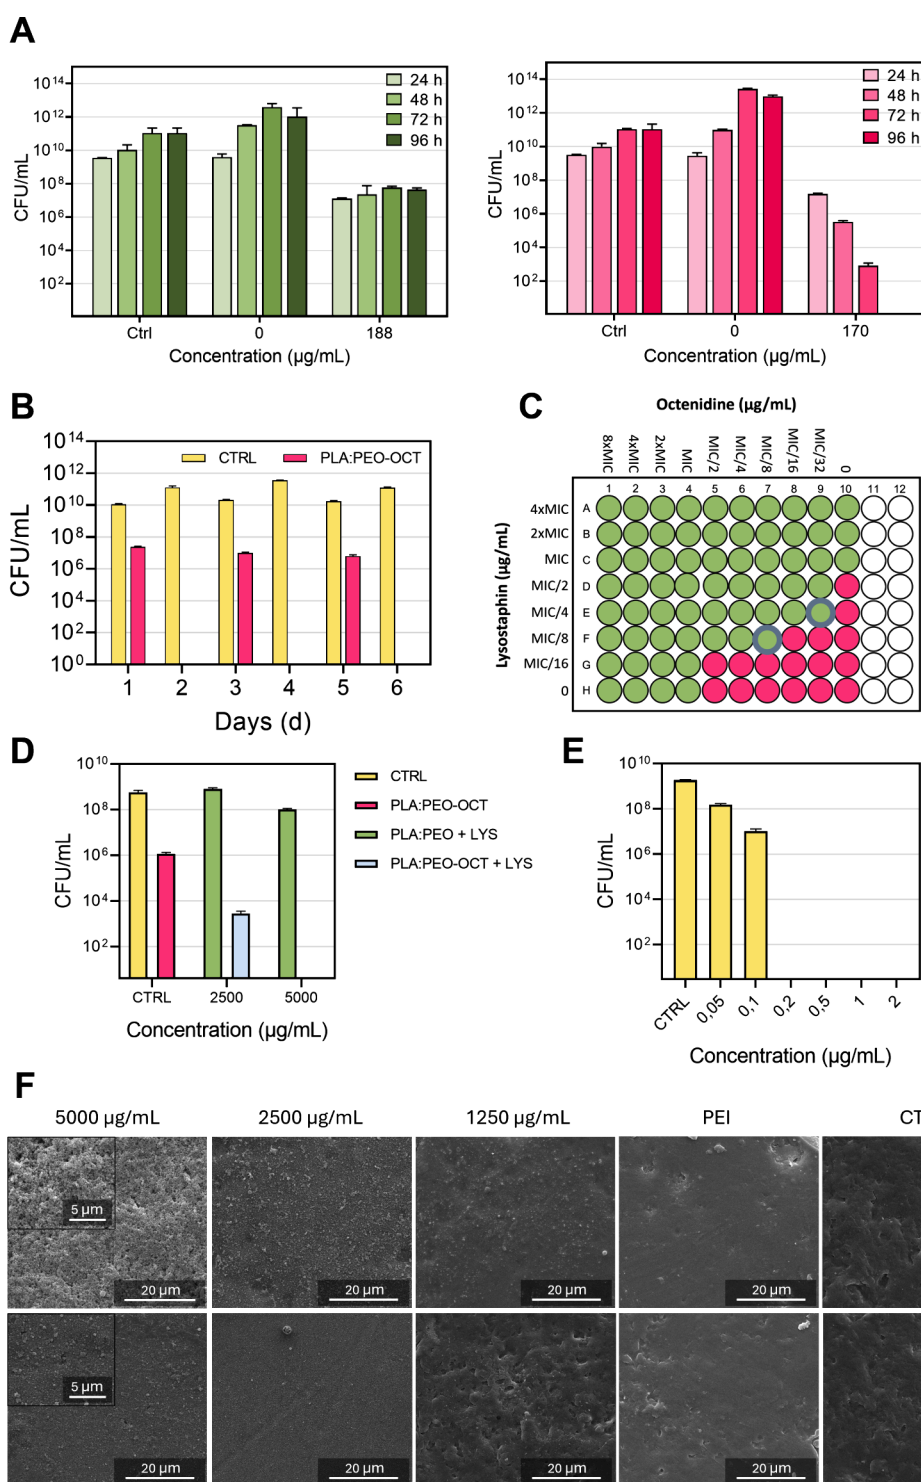 A
10^14
10^12
10^10
10^8
10^6
10^4
10^2
CFU/mL
24 h
48 h
72 h
96 h
Ctrl
0
188
Concentration (µg/mL)
10^14
10^12
10^10
10^8
10^6
10^4
10^2
CFU/mL
24 h
48 h
72 h
96 h
Ctrl
0
170
Concentration (µg/mL)
B
10^14
10^12
10^10
10^8
10^6
10^4
10^2
10^0
CFU/mL
CTRL
PLA:PEO-OCT
1 2 3 4 5 6
Days (d)
C
Octenidine (µg/mL)
8xMIC 4xMIC 2xMIC MIC MIC/2 MIC/4 MIC/8 MIC/16 MIC/32 0
1 2 3 4 5 6 7 8 9 10 11 12
Lysostaphin (µg/mL)
4xMIC A
2xMIC B
MIC C
MIC/2 D
MIC/4 E
MIC/8 F
MIC/16 G
0 H
D
10^10
10^8
10^6
10^4
10^2
CFU/mL
CTRL
2500
5000
Concentration (µg/mL)
CTRL
PLA:PEO-OCT
PLA:PEO + LYS
PLA:PEO-OCT + LYS
E
10^10
10^8
10^6
10^4
10^2
CFU/mL
CTRL 0,05 0,1 0,2 0,5 1 2
Concentration (µg/mL)
F
5000 µg/mL 2500 µg/mL 1250 µg/mL PEI CT
5 µm
20 µm 20 µm 20 µm 20 µm
5 µm
20 µm 20 µm 20 µm 20 µm